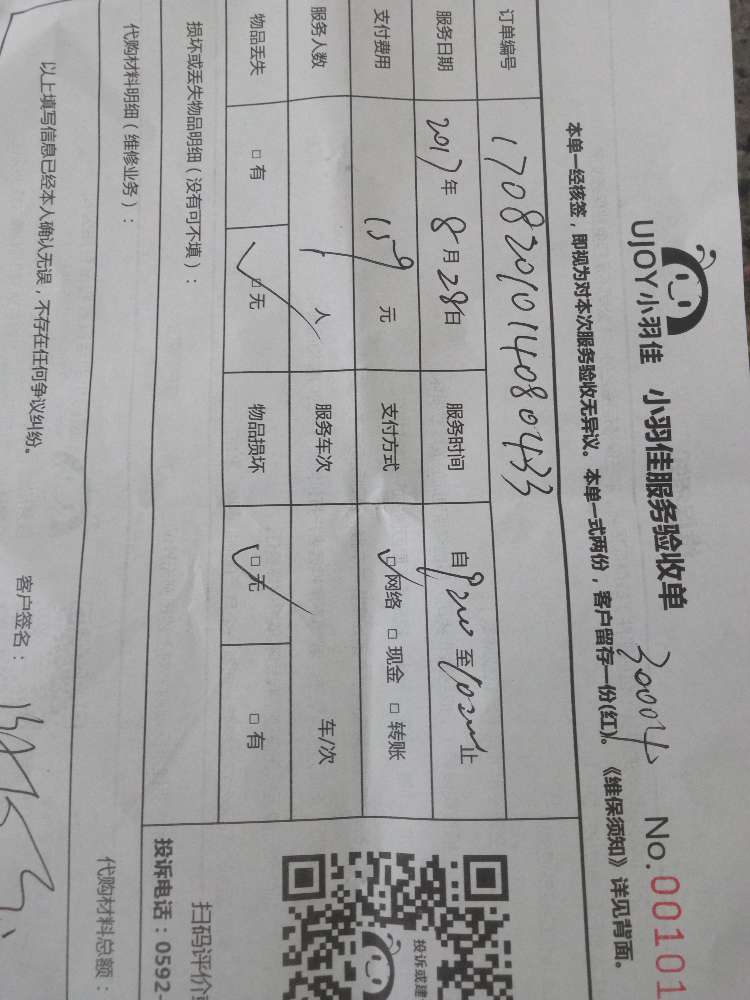 UJOY小羽佳 小羽佳服务验收单
30004 No.00101
本单一经核签，即视为对本次服务验收无异议。本单一式两份，客户留存一份(红)。《维保须知》详见背面。
订单编号 1708201014080433
服务日期 2017年8月28日 服务时间 自 至 止
支付费用 159元 支付方式 □网络 □现金 □转账
服务人数 1人 服务车次 车/次
物品丢失 □有 □无 物品损坏 □无 □有
损坏或丢失物品明细（没有可不填）：
代购材料明细（维修业务）：
代购材料总额：
以上填写信息已经本人确认无误，不存在任何争议纠纷。
客户签名：
投诉或建
扫码评价
投诉电话：0592-